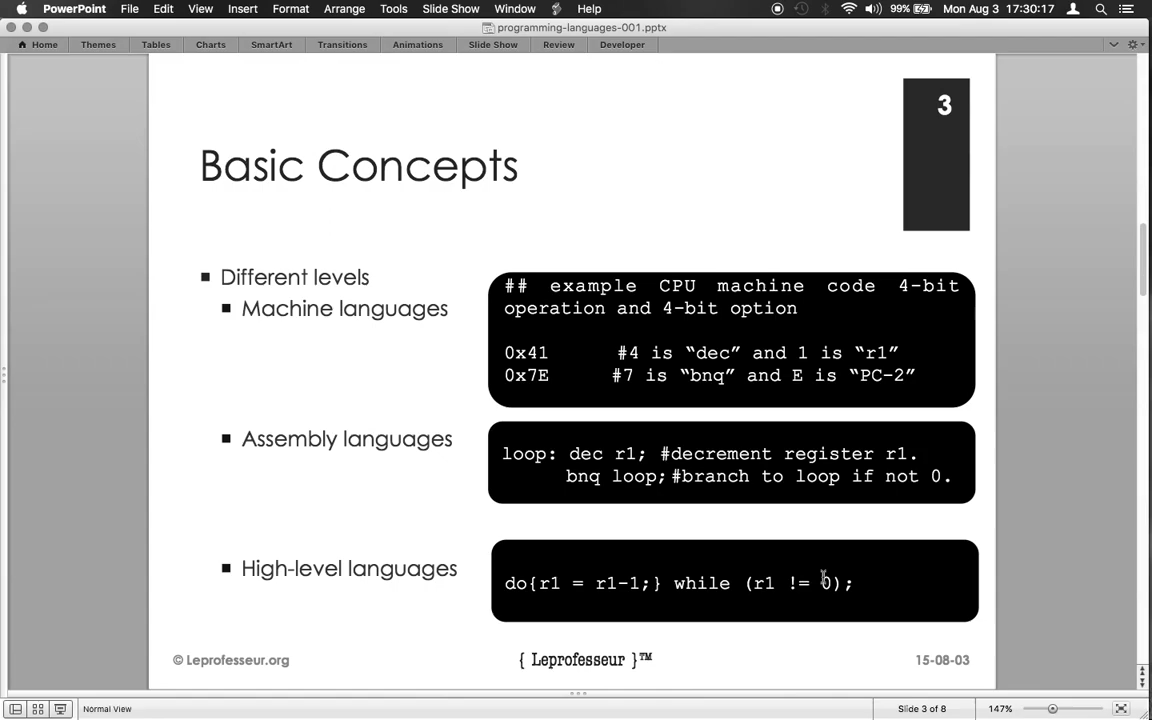 PowerPoint File Edit View Insert Format Arrange Tools Slide Show Window Help 99% Mon Aug 3 17:30:17
programming-languages-001.pptx
Home Themes Tables Charts SmartArt Transitions Animations Slide Show Review Developer
3
Basic Concepts
Different levels
Machine languages
## example CPU machine code 4-bit
operation and 4-bit option
0x41 #4 is “dec” and 1 is “r1”
0x7E #7 is “bnq” and E is “PC-2”
Assembly languages
loop: dec r1; #decrement register r1.
bnq loop;#branch to loop if not 0.
High-level languages
do{r1 = r1-1;} while (r1 != 0);
© Leprofesseur.org { Leprofesseur }™ 15-08-03
Normal View Slide 3 of 8 147%